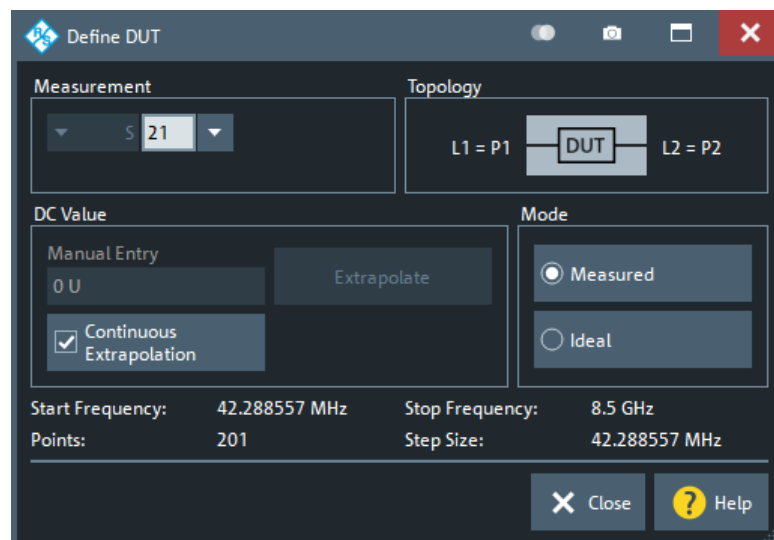 Define DUT
Measurement
S 21
Topology
L1 = P1 DUT L2 = P2
DC Value
Manual Entry
0 U
Extrapolate
Continuous
Extrapolation
Mode
Measured
Ideal
Start Frequency: 42.288557 MHz Stop Frequency: 8.5 GHz
Points: 201 Step Size: 42.288557 MHz
Close ? Help